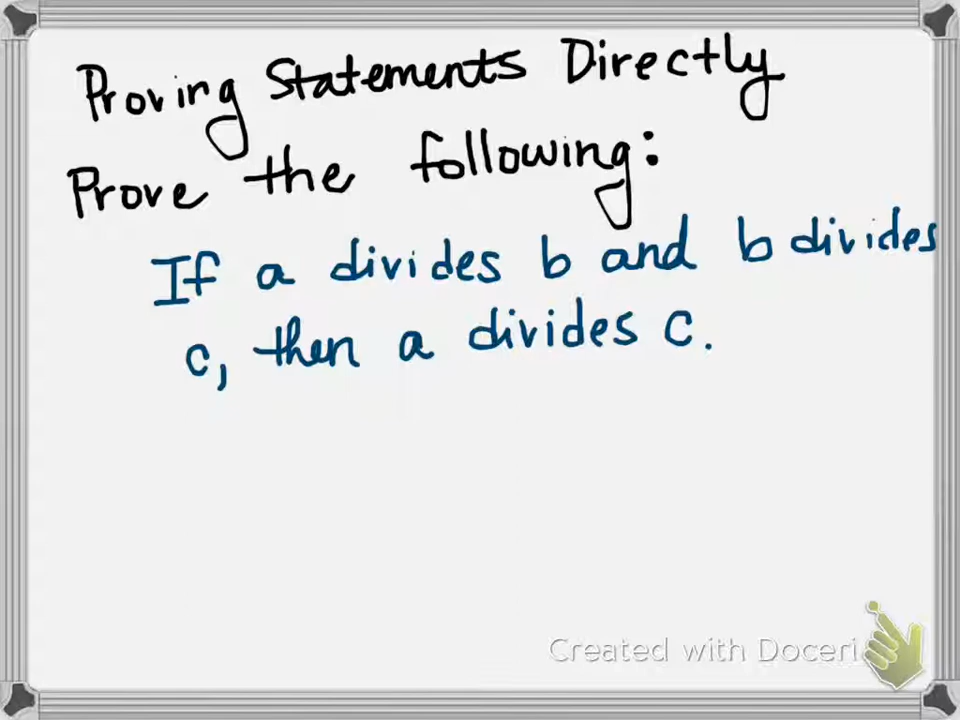 Proving Statements Directly
Prove the following:
If a divides b and b divides
c, then a divides c.
Created with Doceri